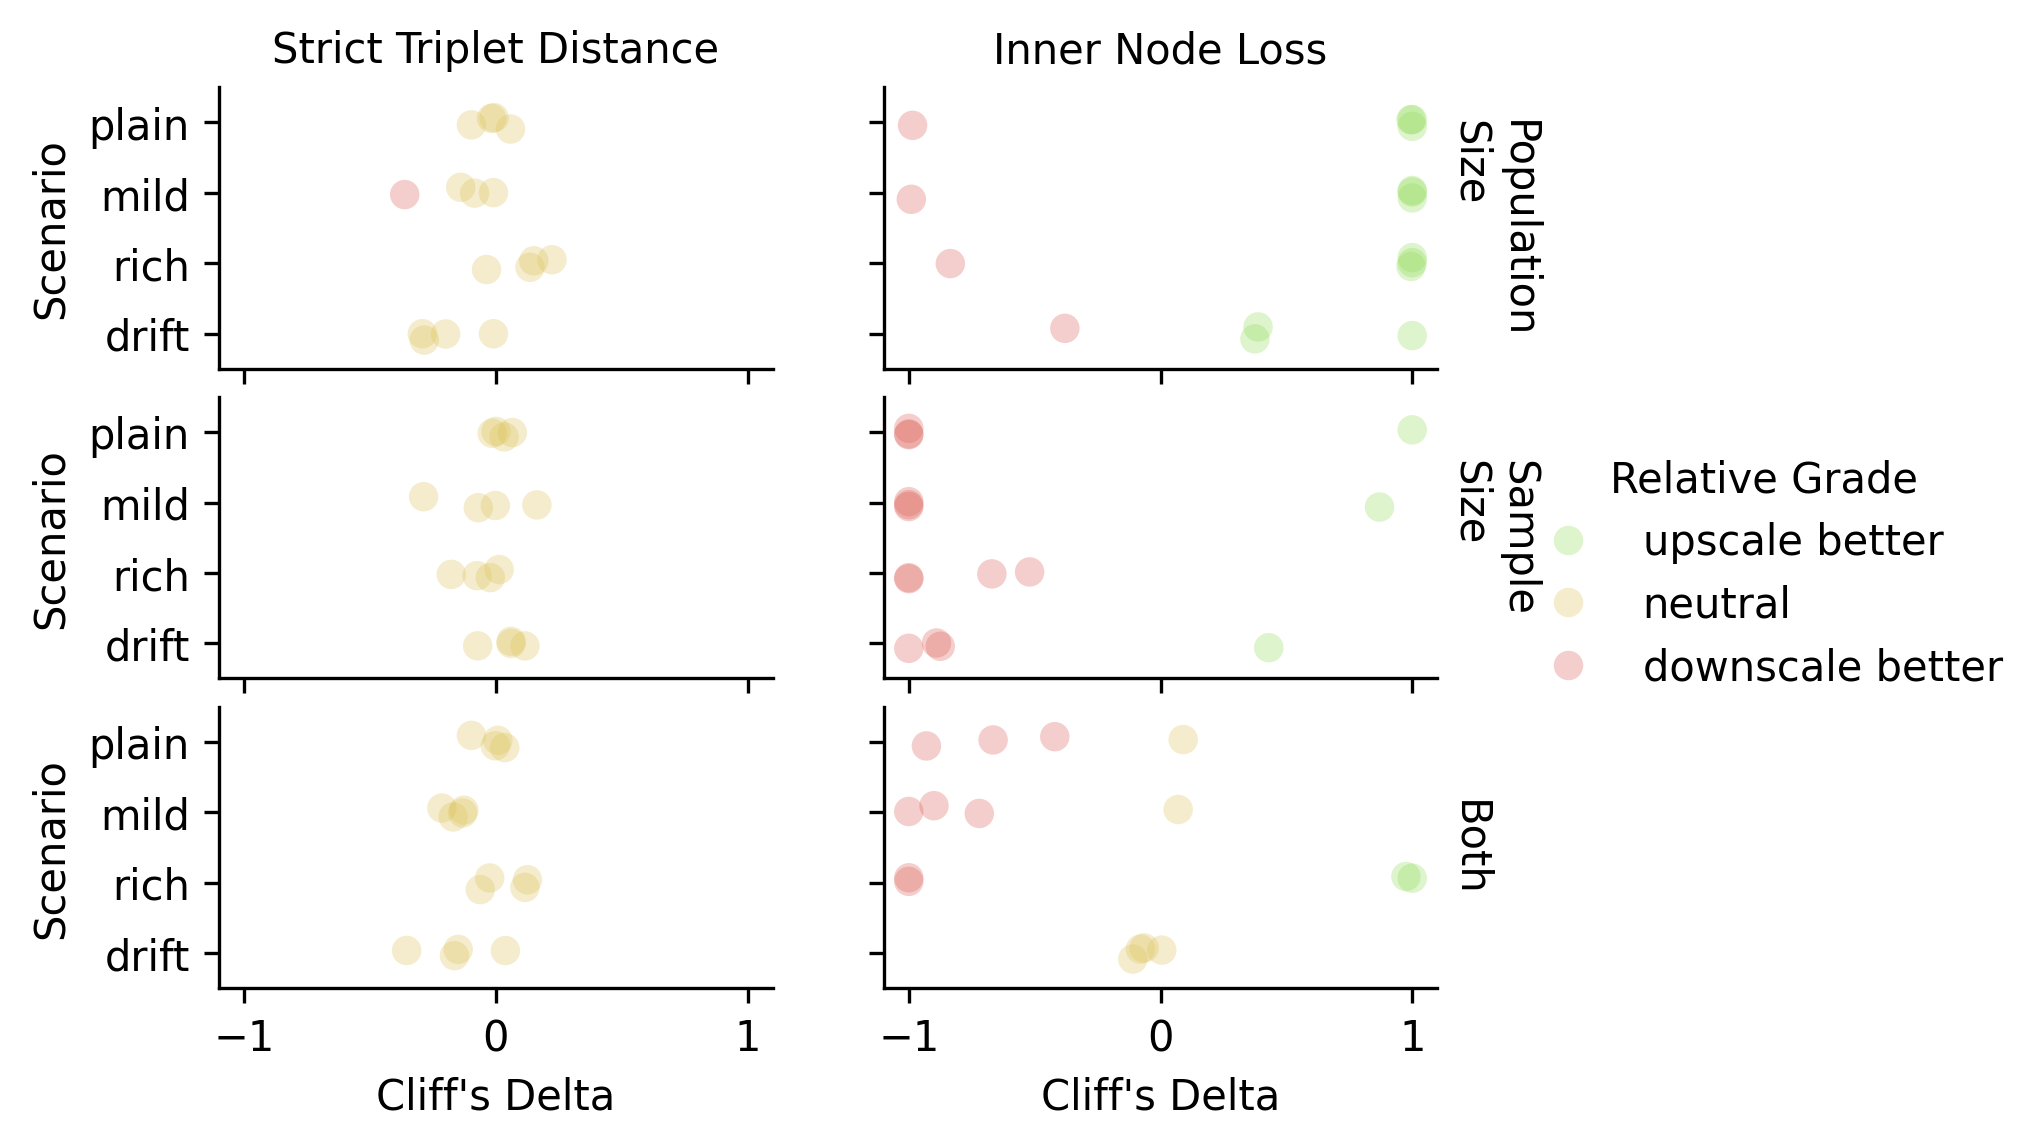 Strict Triplet Distance
Inner Node Loss
Scenario
plain
mild
rich
drift
Population
Size
Scenario
plain
mild
rich
drift
Sample
Size
Scenario
plain
mild
rich
drift
Both
−1
0
1
−1
0
1
Cliff's Delta
Cliff's Delta
Relative Grade
upscale better
neutral
downscale better